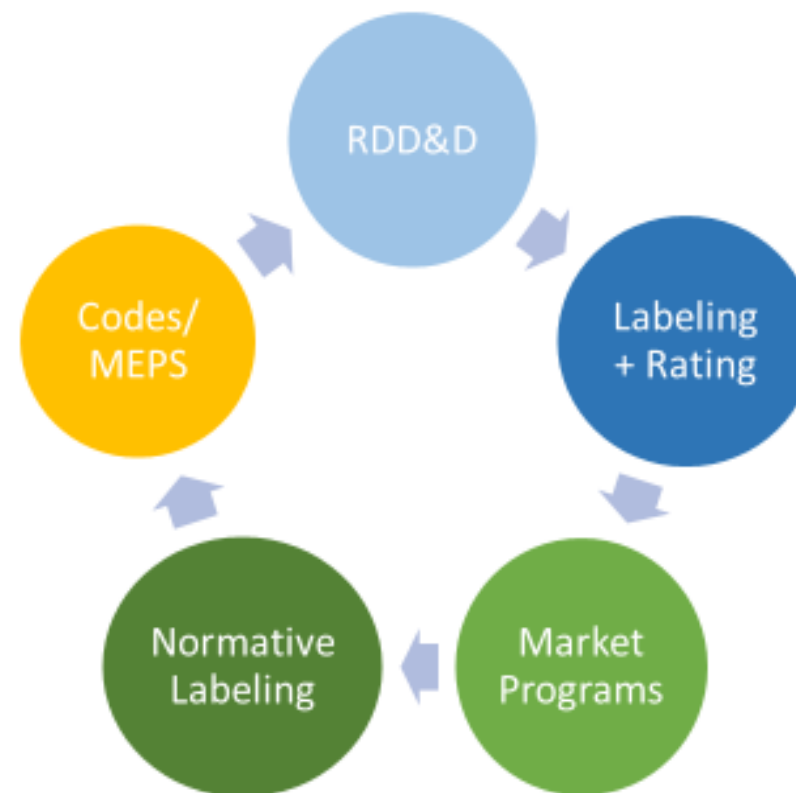 RDD&D
Labeling
+ Rating
Market
Programs
Normative
Labeling
Codes/
MEPS